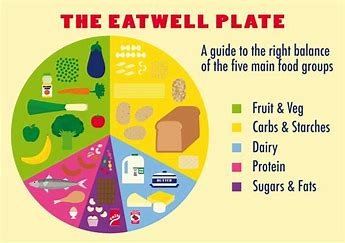 THE EATWELL PLATE
A guide to the right balance
of the five main food groups
Fruit & Veg
Carbs & Starches
Dairy
Protein
Sugars & Fats
BUTTER